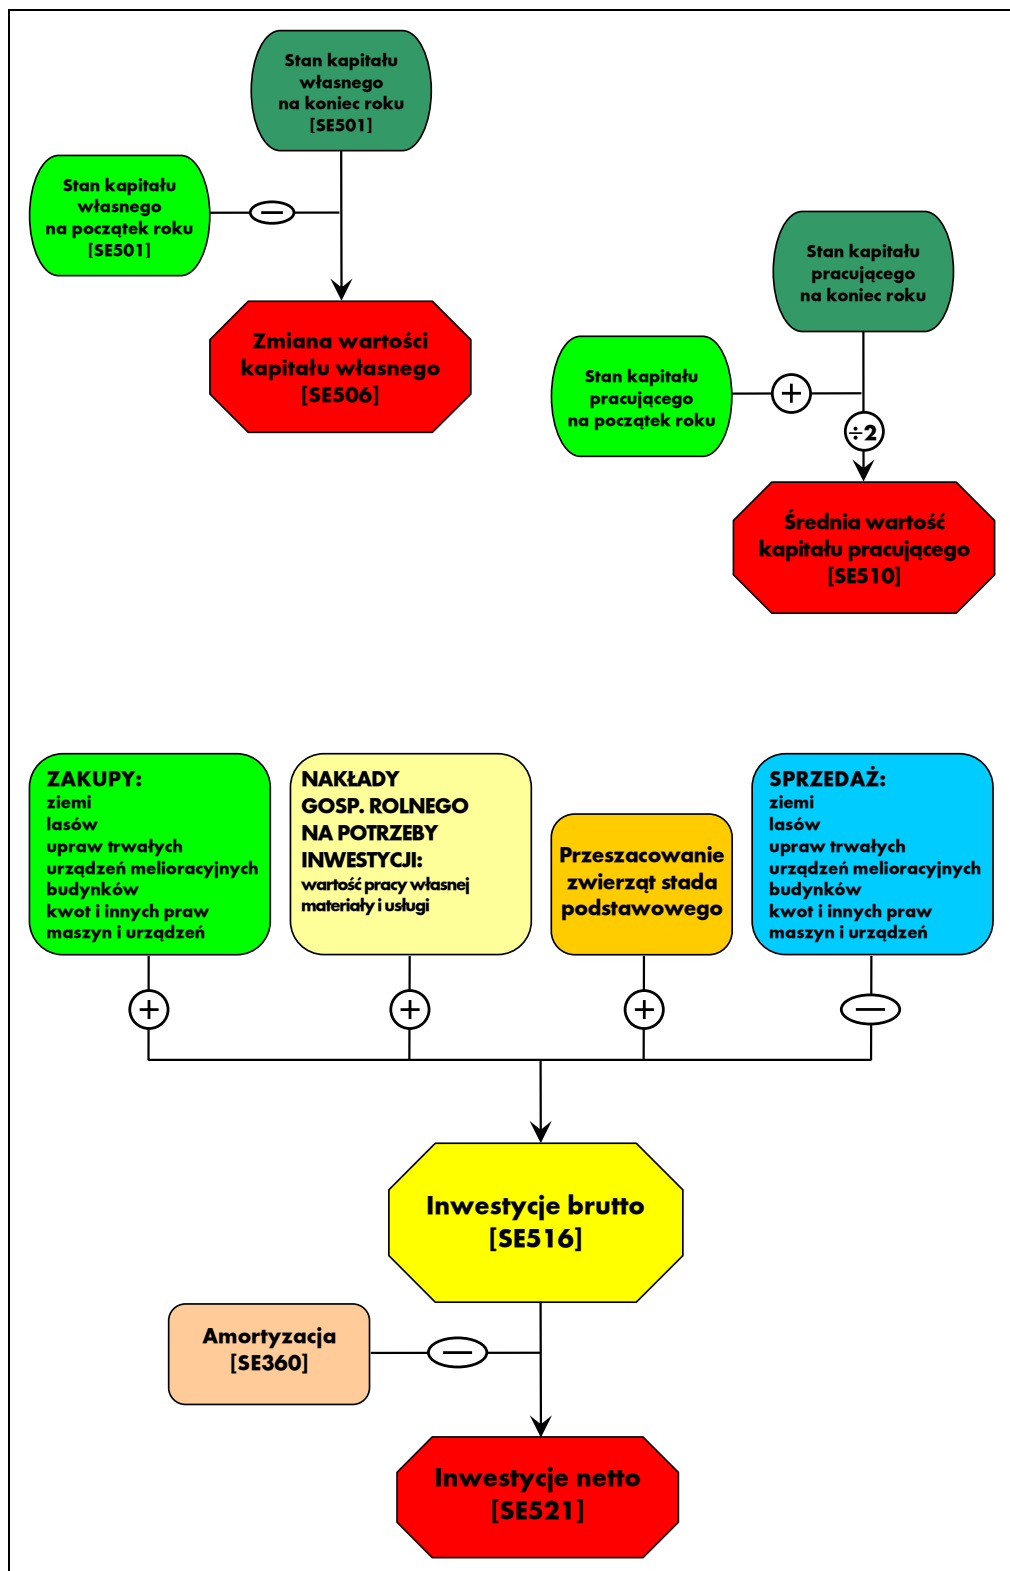 Stan kapitału
własnego
na koniec roku
[SE501]
Stan kapitału
własnego
na początek roku
[SE501]
–
Zmiana wartości
kapitału własnego
[SE506]
Stan kapitału
pracującego
na koniec roku
Stan kapitału
pracującego
na początek roku
+
÷2
Średnia wartość
kapitału pracującego
[SE510]
ZAKUPY:
ziemi
lasów
upraw trwałych
urządzeń melioracyjnych
budynków
kwot i innych praw
maszyn i urządzeń
NAKŁADY
GOSP. ROLNEGO
NA POTRZEBY
INWESTYCJI:
wartość pracy własnej
materiały i usługi
Przeszacowanie
zwierząt stada
podstawowego
SPRZEDAŻ:
ziemi
lasów
upraw trwałych
urządzeń melioracyjnych
budynków
kwot i innych praw
maszyn i urządzeń
+
+
+
–
Inwestycje brutto
[SE516]
Amortyzacja
[SE360]
–
Inwestycje netto
[SE521]